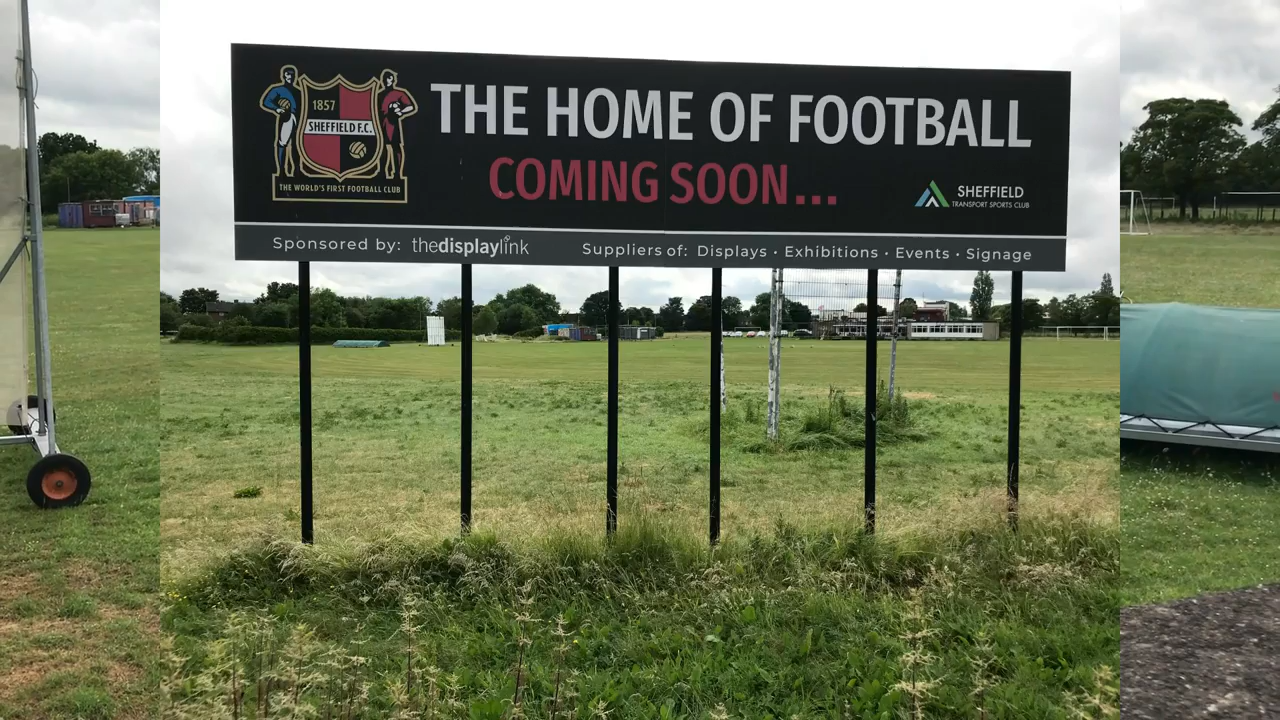 1857
SHEFFIELD F.C.
THE WORLD'S FIRST FOOTBALL CLUB
THE HOME OF FOOTBALL
COMING SOON...
SHEFFIELD
TRANSPORT SPORTS CLUB
Sponsored by: thedisplaylink
Suppliers of: Displays · Exhibitions · Events · Signage